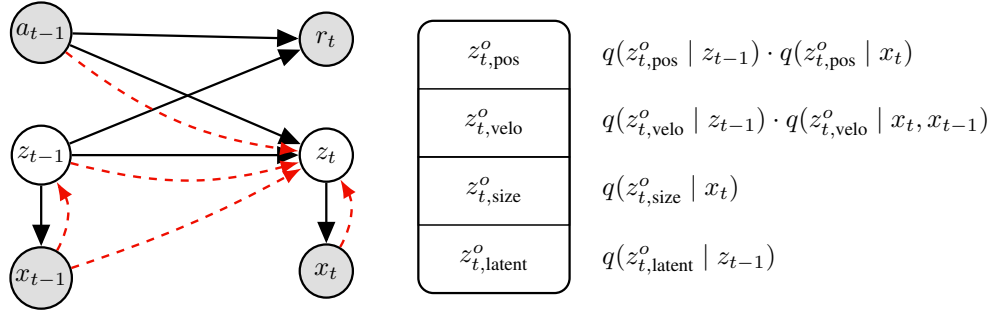 a_{t−1}
r_t
z_{t−1}
z_t
x_{t−1}
x_t
z^o_{t,pos} q(z^o_{t,pos} | z_{t−1}) · q(z^o_{t,pos} | x_t)
z^o_{t,velo} q(z^o_{t,velo} | z_{t−1}) · q(z^o_{t,velo} | x_t, x_{t−1})
z^o_{t,size} q(z^o_{t,size} | x_t)
z^o_{t,latent} q(z^o_{t,latent} | z_{t−1})